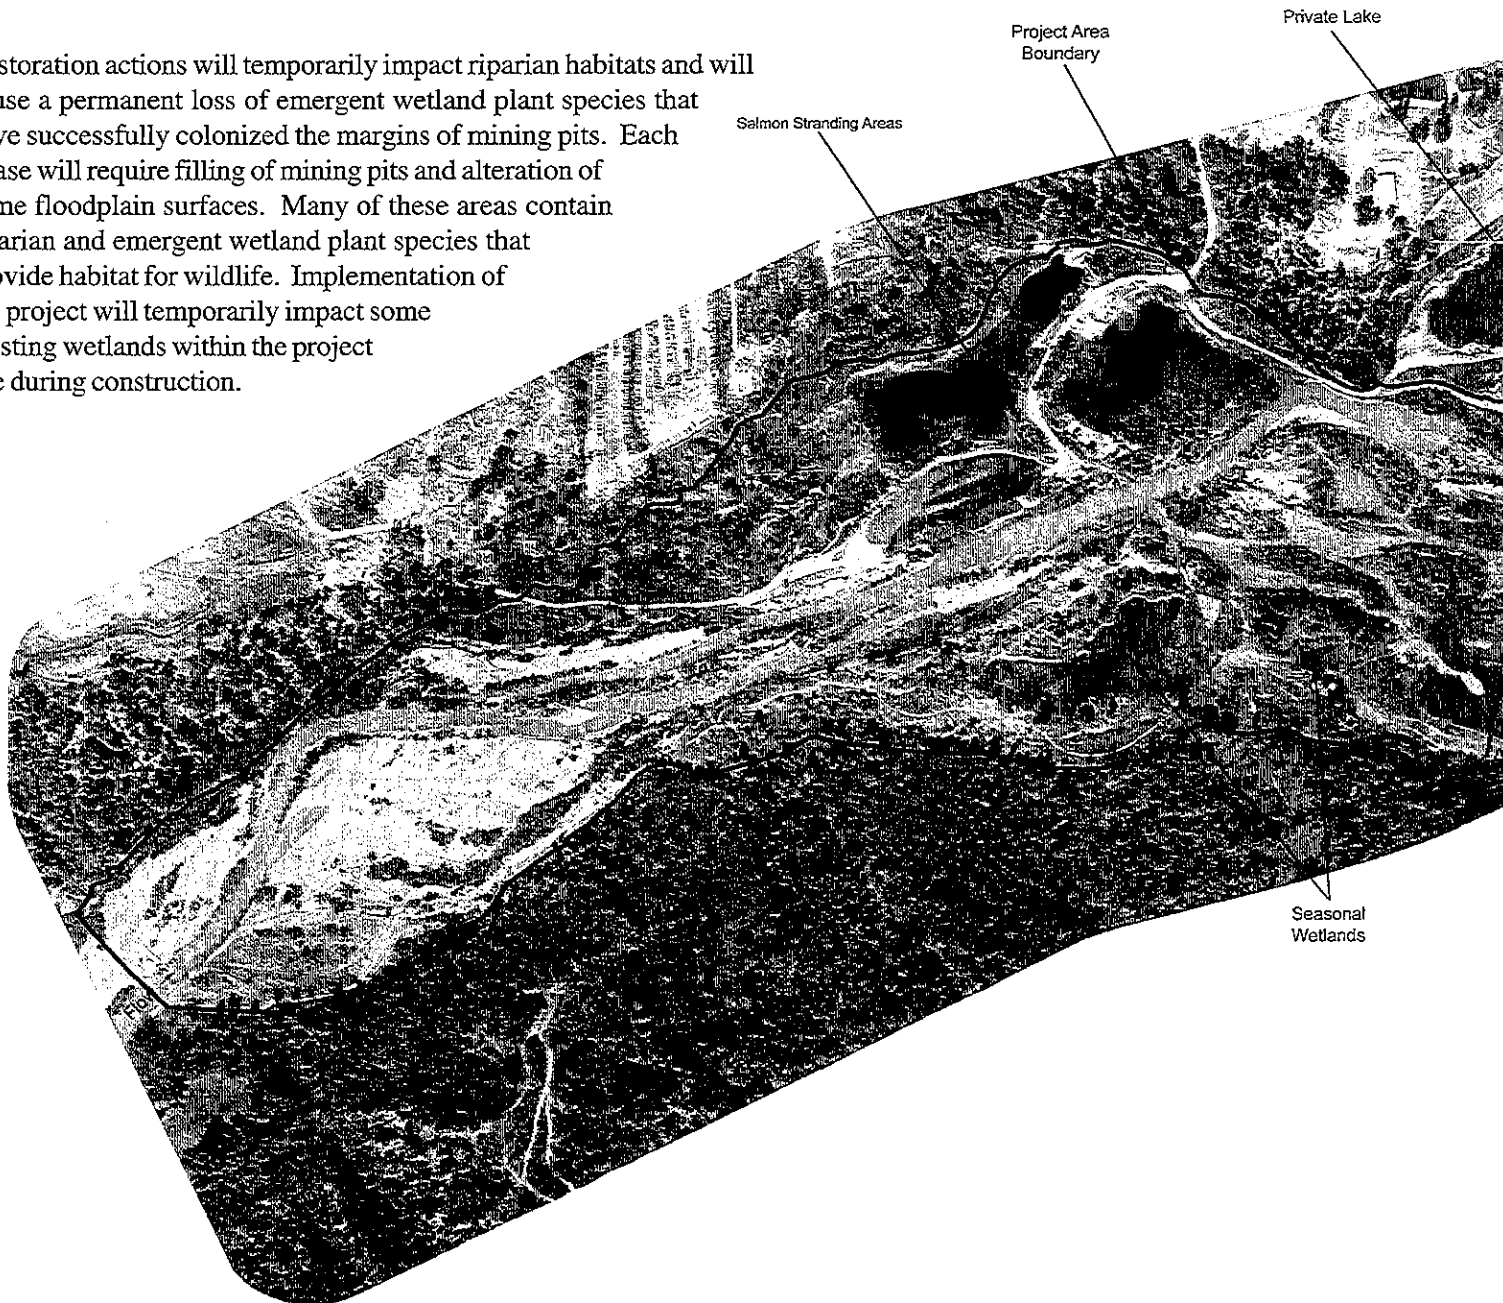 storation actions will temporarily impact riparian habitats and will
use a permanent loss of emergent wetland plant species that
ve successfully colonized the margins of mining pits. Each
ase will require filling of mining pits and alteration of
me floodplain surfaces. Many of these areas contain
arian and emergent wetland plant species that
ovide habitat for wildlife. Implementation of
project will temporarily impact some
sting wetlands within the project
e during construction.
Private Lake
Project Area
Boundary
Salmon Stranding Areas
Seasonal
Wetlands